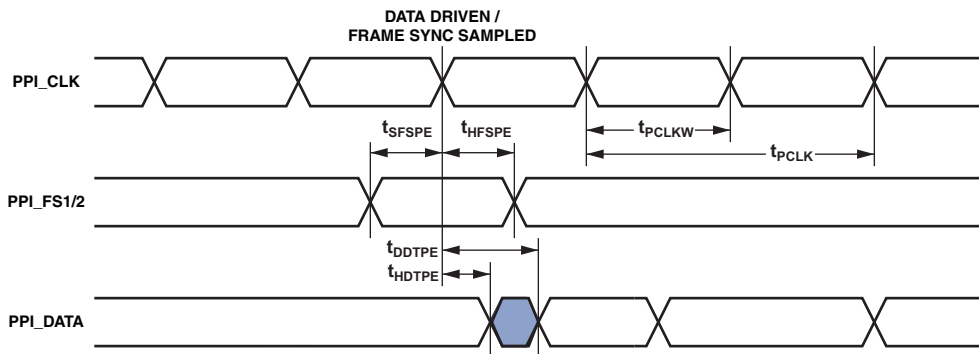 DATA DRIVEN /
FRAME SYNC SAMPLED
PPI_CLK
tSFSPE
tHFSPE
tPCLKW
tPCLK
PPI_FS1/2
tDDTPE
tHDTPE
PPI_DATA